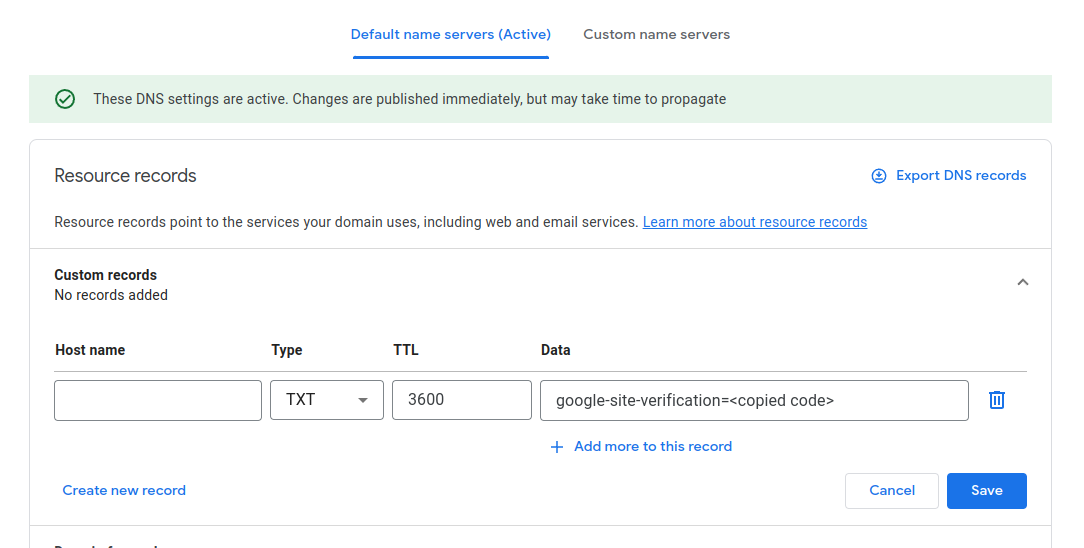 Default name servers (Active) Custom name servers
These DNS settings are active. Changes are published immediately, but may take time to propagate
Resource records Export DNS records
Resource records point to the services your domain uses, including web and email services. Learn more about resource records
Custom records
No records added
Host name Type TTL Data
TXT 3600 google-site-verification=<copied code>
Add more to this record
Create new record Cancel Save